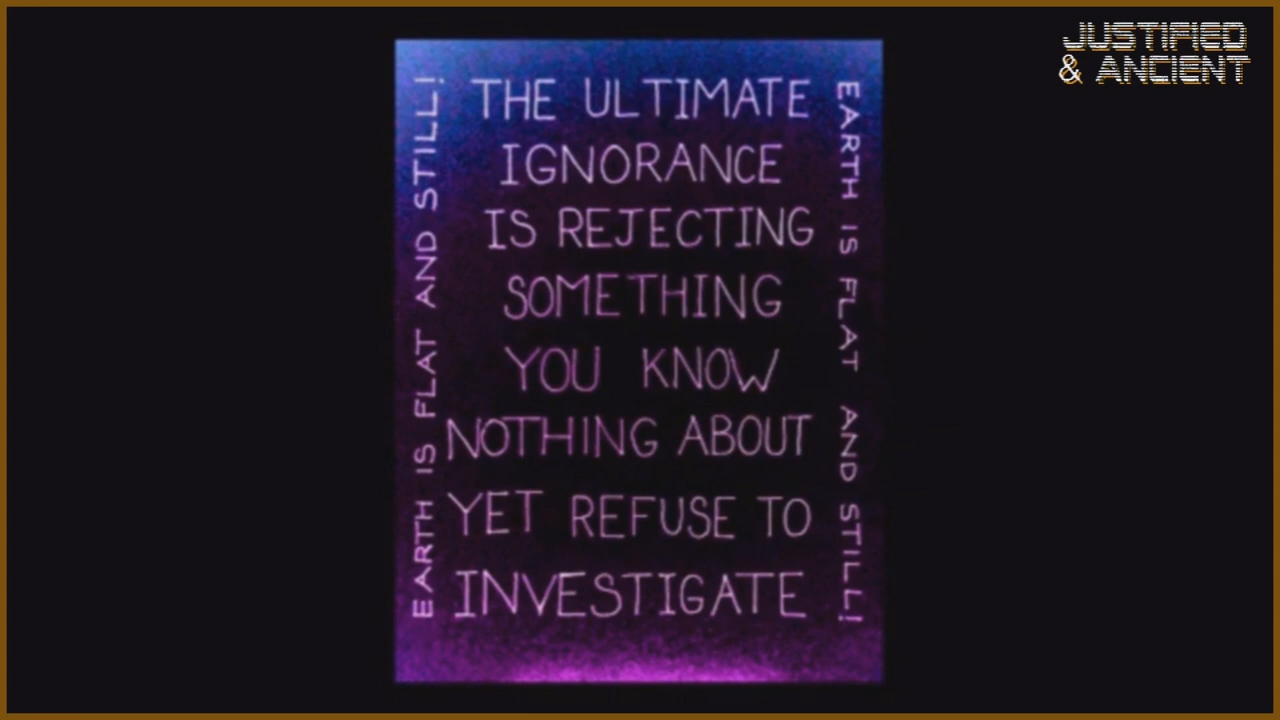 JUSTIFIED
& ANCIENT
EARTH IS FLAT AND STILL!
THE ULTIMATE
IGNORANCE
IS REJECTING
SOMETHING
YOU KNOW
NOTHING ABOUT
YET REFUSE TO
INVESTIGATE
EARTH IS FLAT AND STILL!